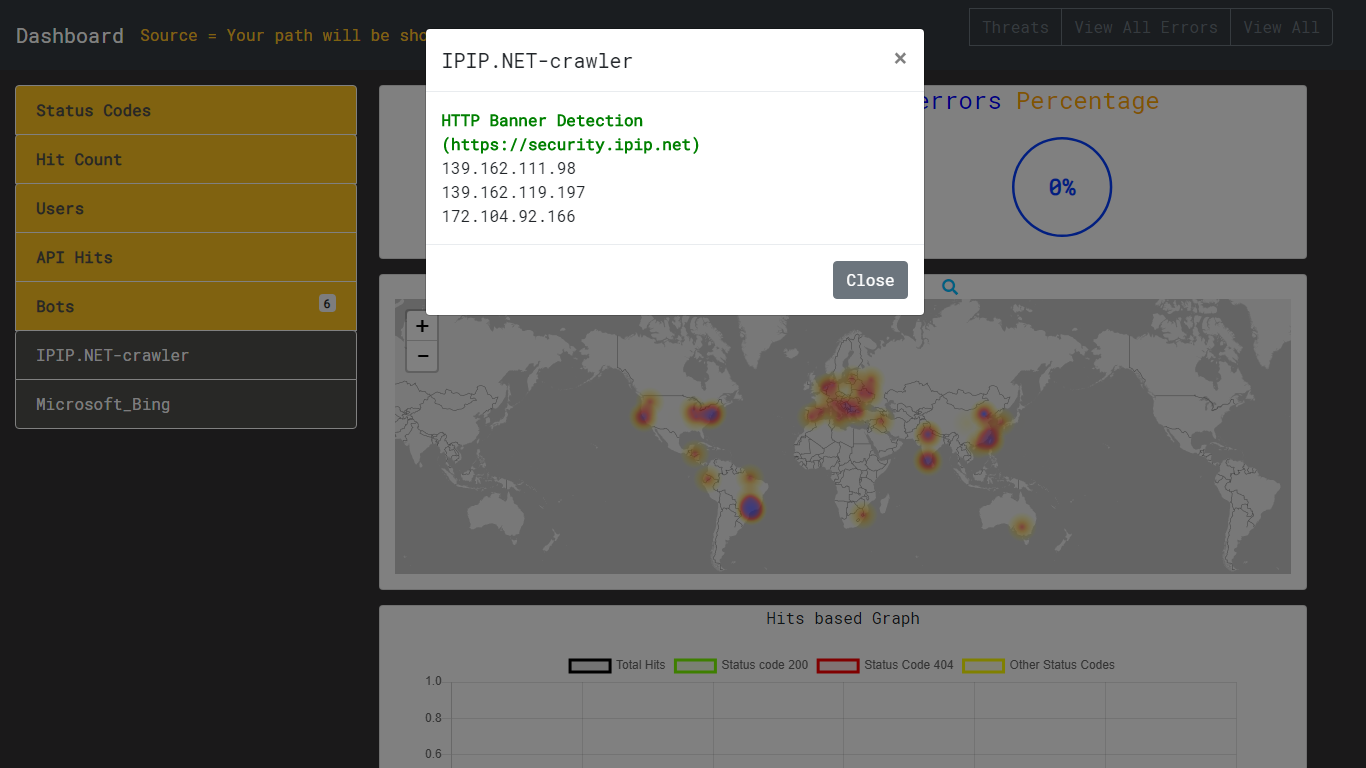 Dashboard
Source = Your path will be sho
Threats
View All Errors
View All
IPIP.NET-crawler
×
HTTP Banner Detection
(https://security.ipip.net)
139.162.111.98
139.162.119.197
172.104.92.166
Close
Status Codes
Hit Count
Users
API Hits
Bots
6
IPIP.NET-crawler
Microsoft_Bing
errors Percentage
0%
+
−
Hits based Graph
Total Hits
Status code 200
Status Code 404
Other Status Codes
1.0
0.8
0.6